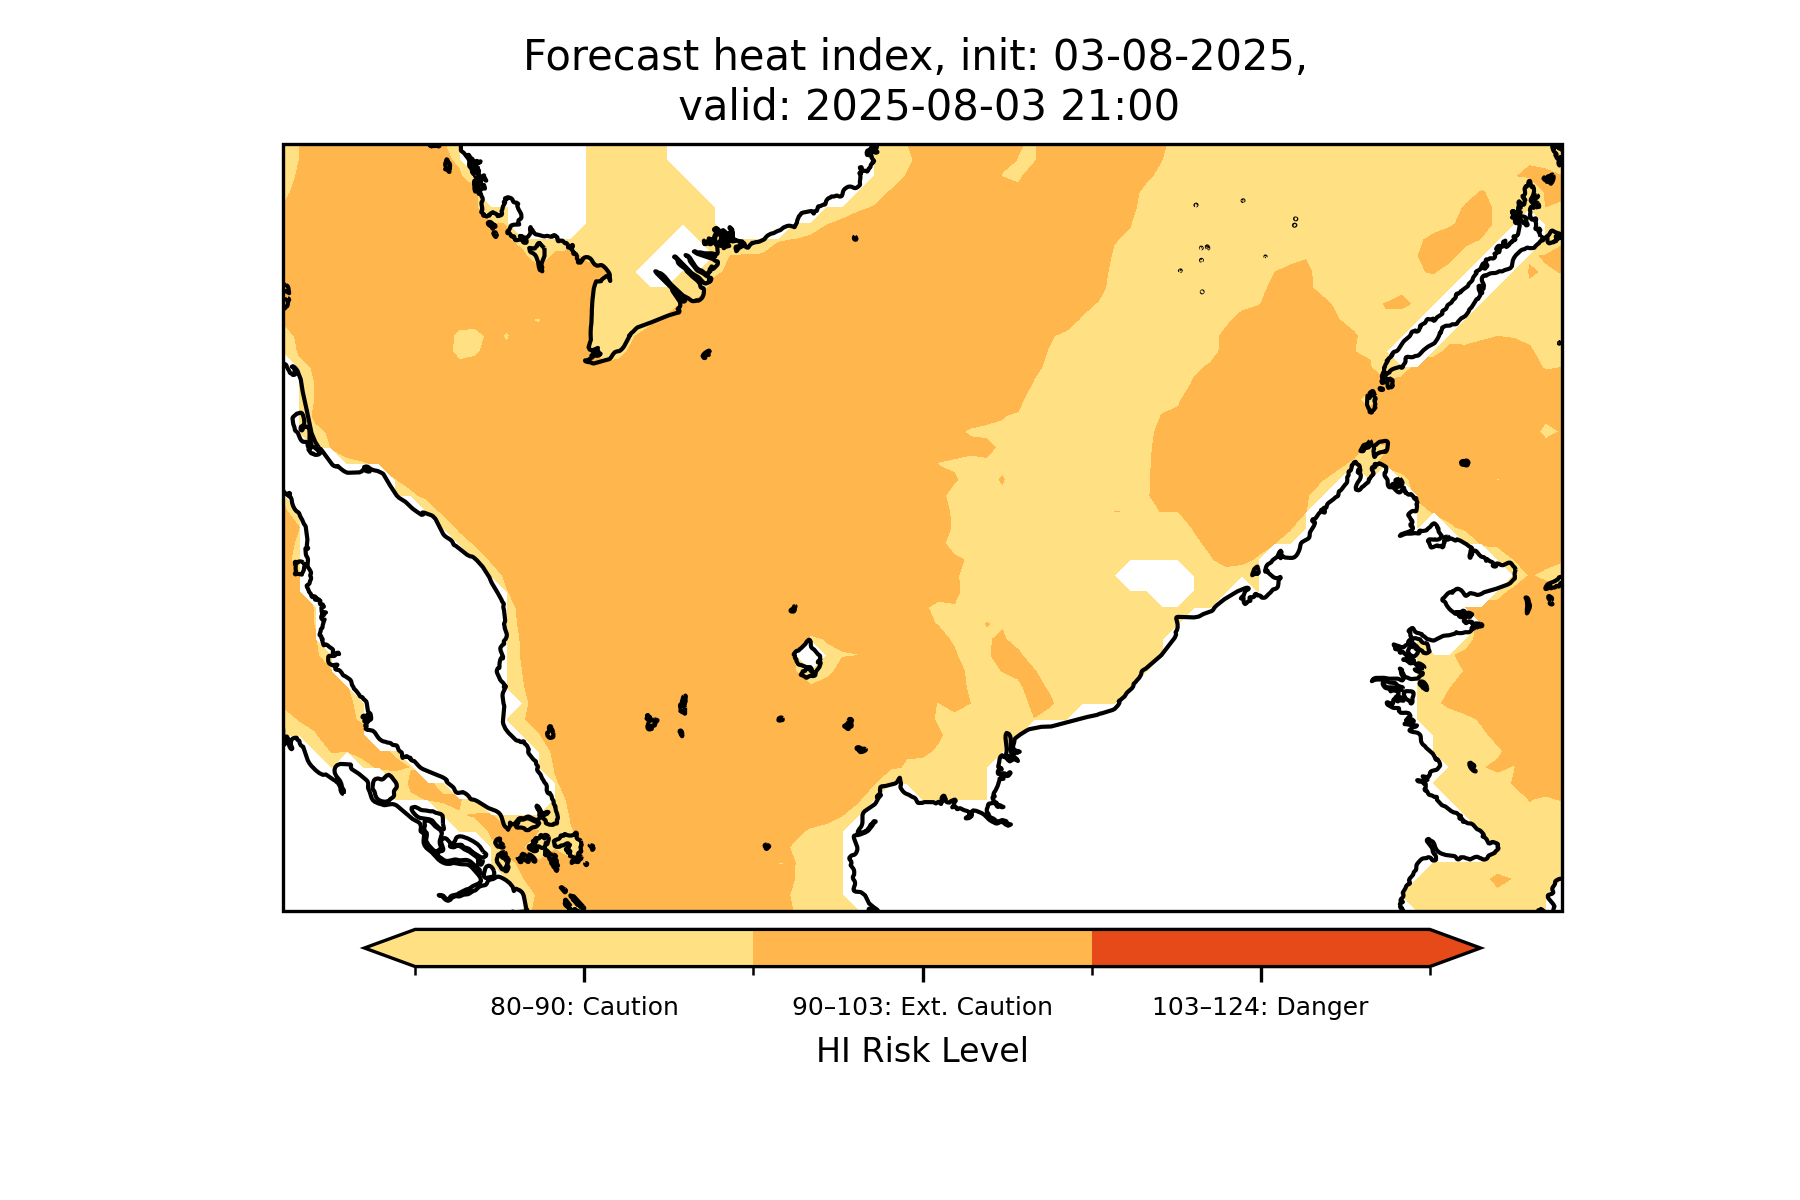 Forecast heat index, init: 03-08-2025,
valid: 2025-08-03 21:00
80–90: Caution
90–103: Ext. Caution
103–124: Danger
HI Risk Level